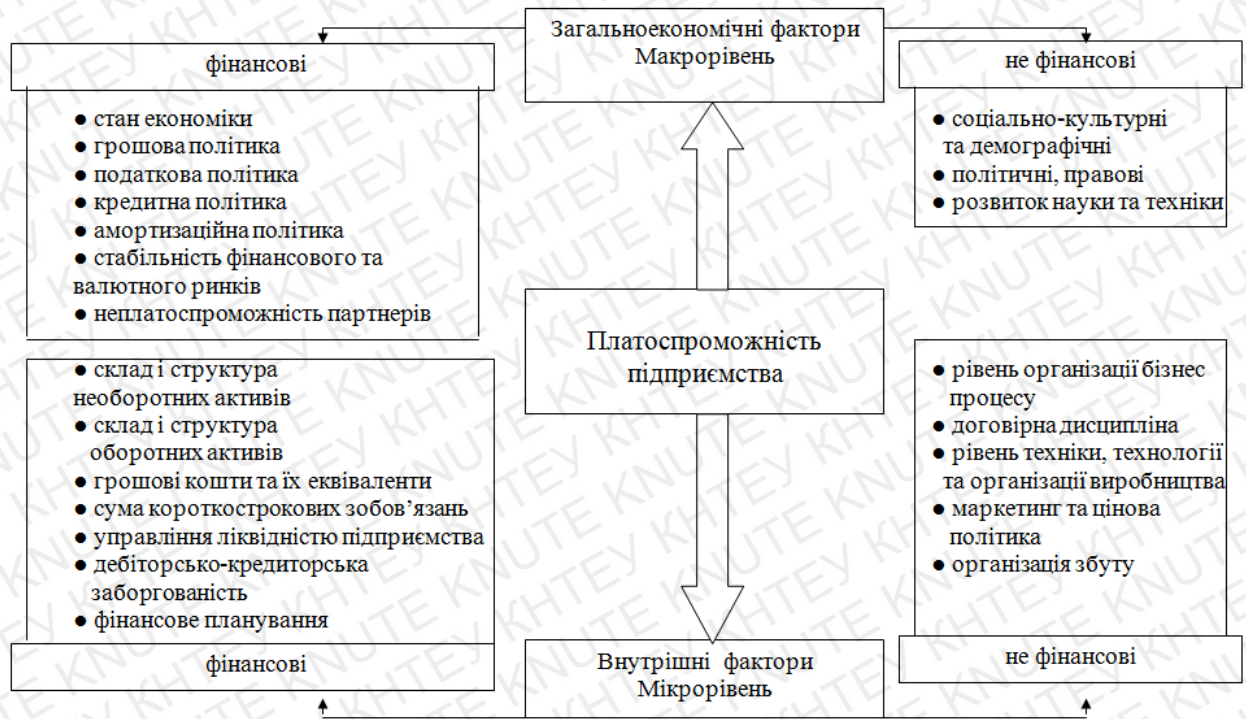 Загальноекономічні фактори
Макрорівень
фінансові
● стан економіки
● грошова політика
● податкова політика
● кредитна політика
● амортизаційна політика
● стабільність фінансового та
валютного ринків
● неплатоспроможність партнерів
не фінансові
● соціально-культурні
та демографічні
● політичні, правові
● розвиток науки та техніки
Платоспроможність
підприємства
● склад і структура
необоротних активів
● склад і структура
оборотних активів
● грошові кошти та їх еквіваленти
● сума короткострокових зобов’язань
● управління ліквідністю підприємства
● дебіторсько-кредиторська
заборгованість
● фінансове планування
фінансові
● рівень організації бізнес
процесу
● договірна дисципліна
● рівень техніки, технології
та організації виробництва
● маркетинг та цінова
політика
● організація збуту
не фінансові
Внутрішні фактори
Мікрорівень
KHTEУ KNUTE